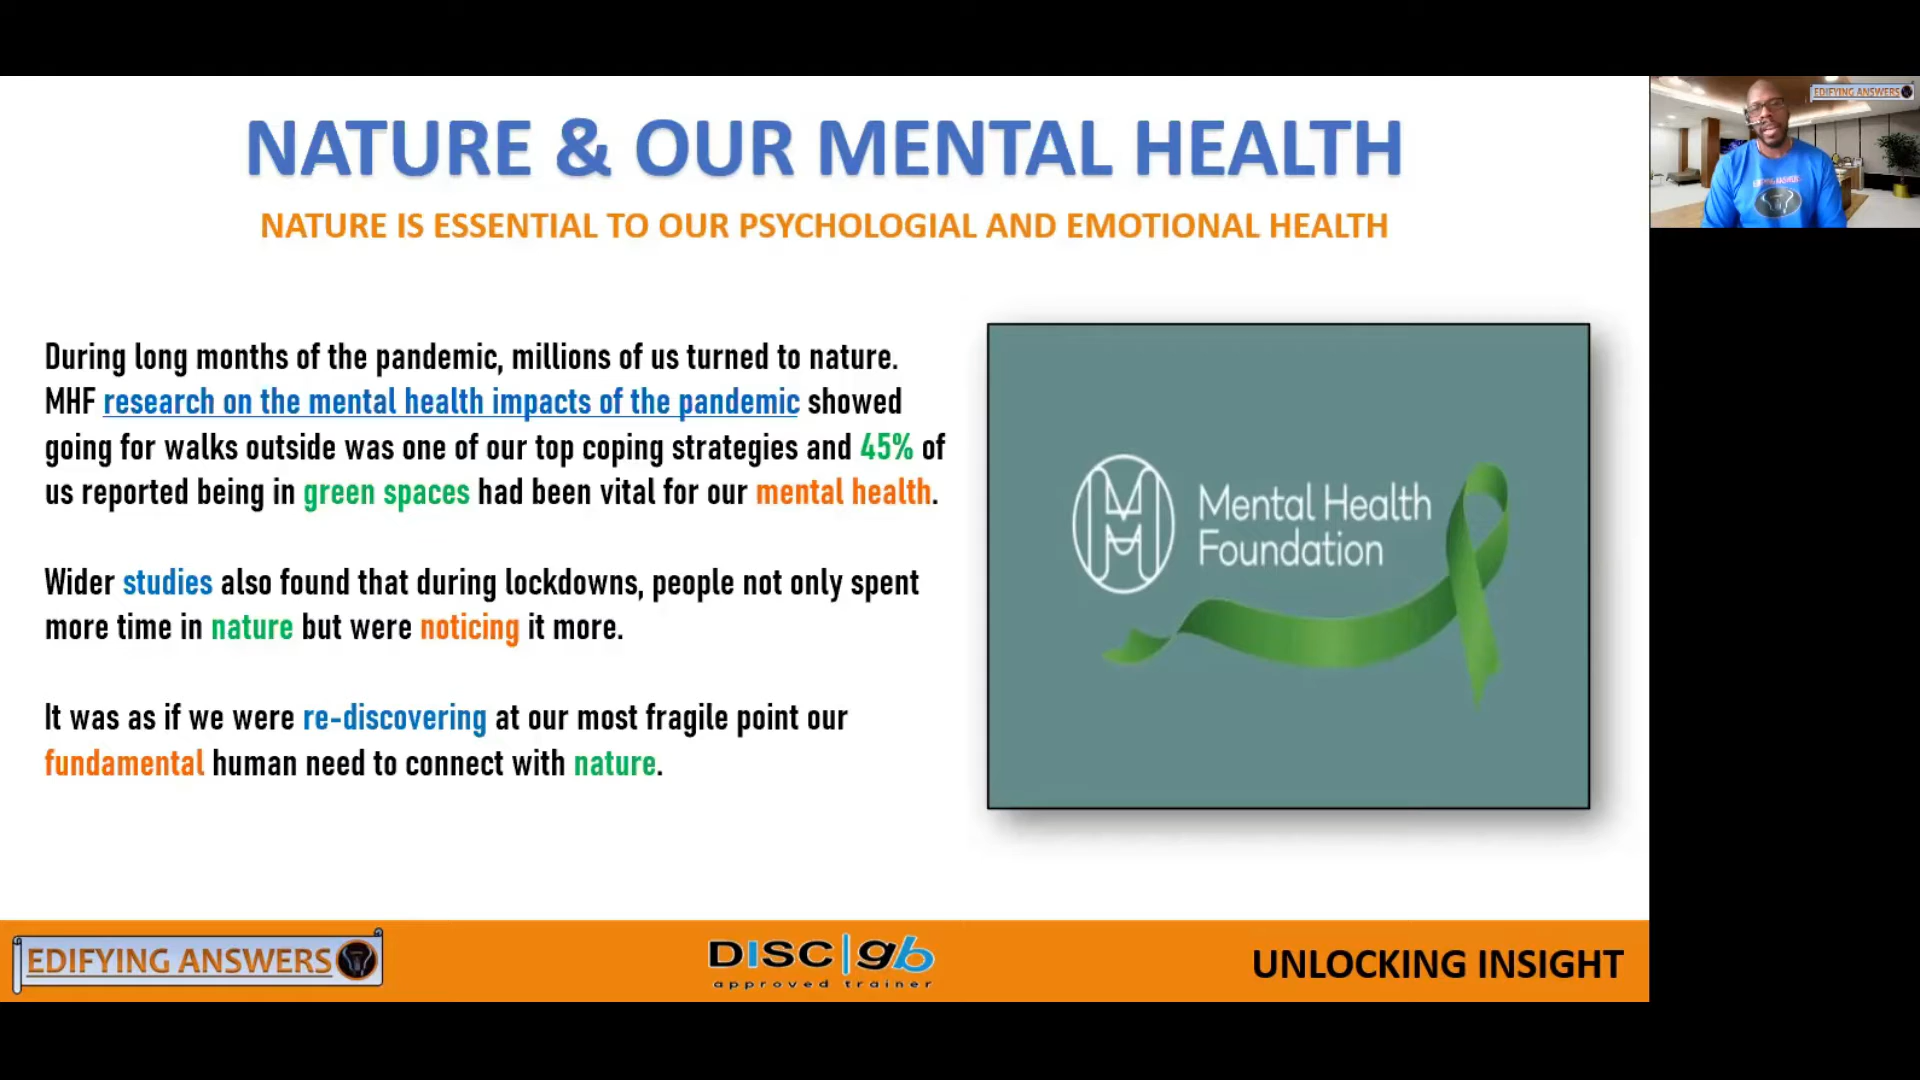 NATURE & OUR MENTAL HEALTH
NATURE IS ESSENTIAL TO OUR PSYCHOLOGIAL AND EMOTIONAL HEALTH
During long months of the pandemic, millions of us turned to nature.
MHF research on the mental health impacts of the pandemic showed
going for walks outside was one of our top coping strategies and 45% of
us reported being in green spaces had been vital for our mental health.
Wider studies also found that during lockdowns, people not only spent
more time in nature but were noticing it more.
It was as if we were re-discovering at our most fragile point our
fundamental human need to connect with nature.
Mental Health
Foundation
EDIFYING ANSWERS
DISC|gb
approved trainer
UNLOCKING INSIGHT
EDIFYING ANSWERS